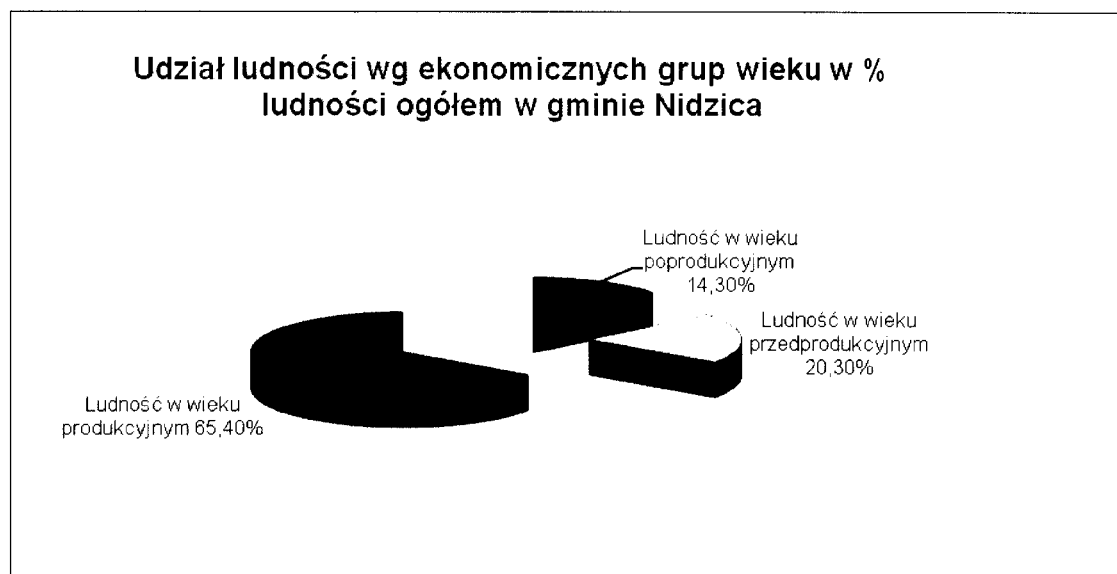 Udział ludności wg ekonomicznych grup wieku w %
ludności ogółem w gminie Nidzica
Ludność w wieku
poprodukcyjnym
14,30%
Ludność w wieku
przedprodukcyjnym
20,30%
Ludność w wieku
produkcyjnym 65,40%